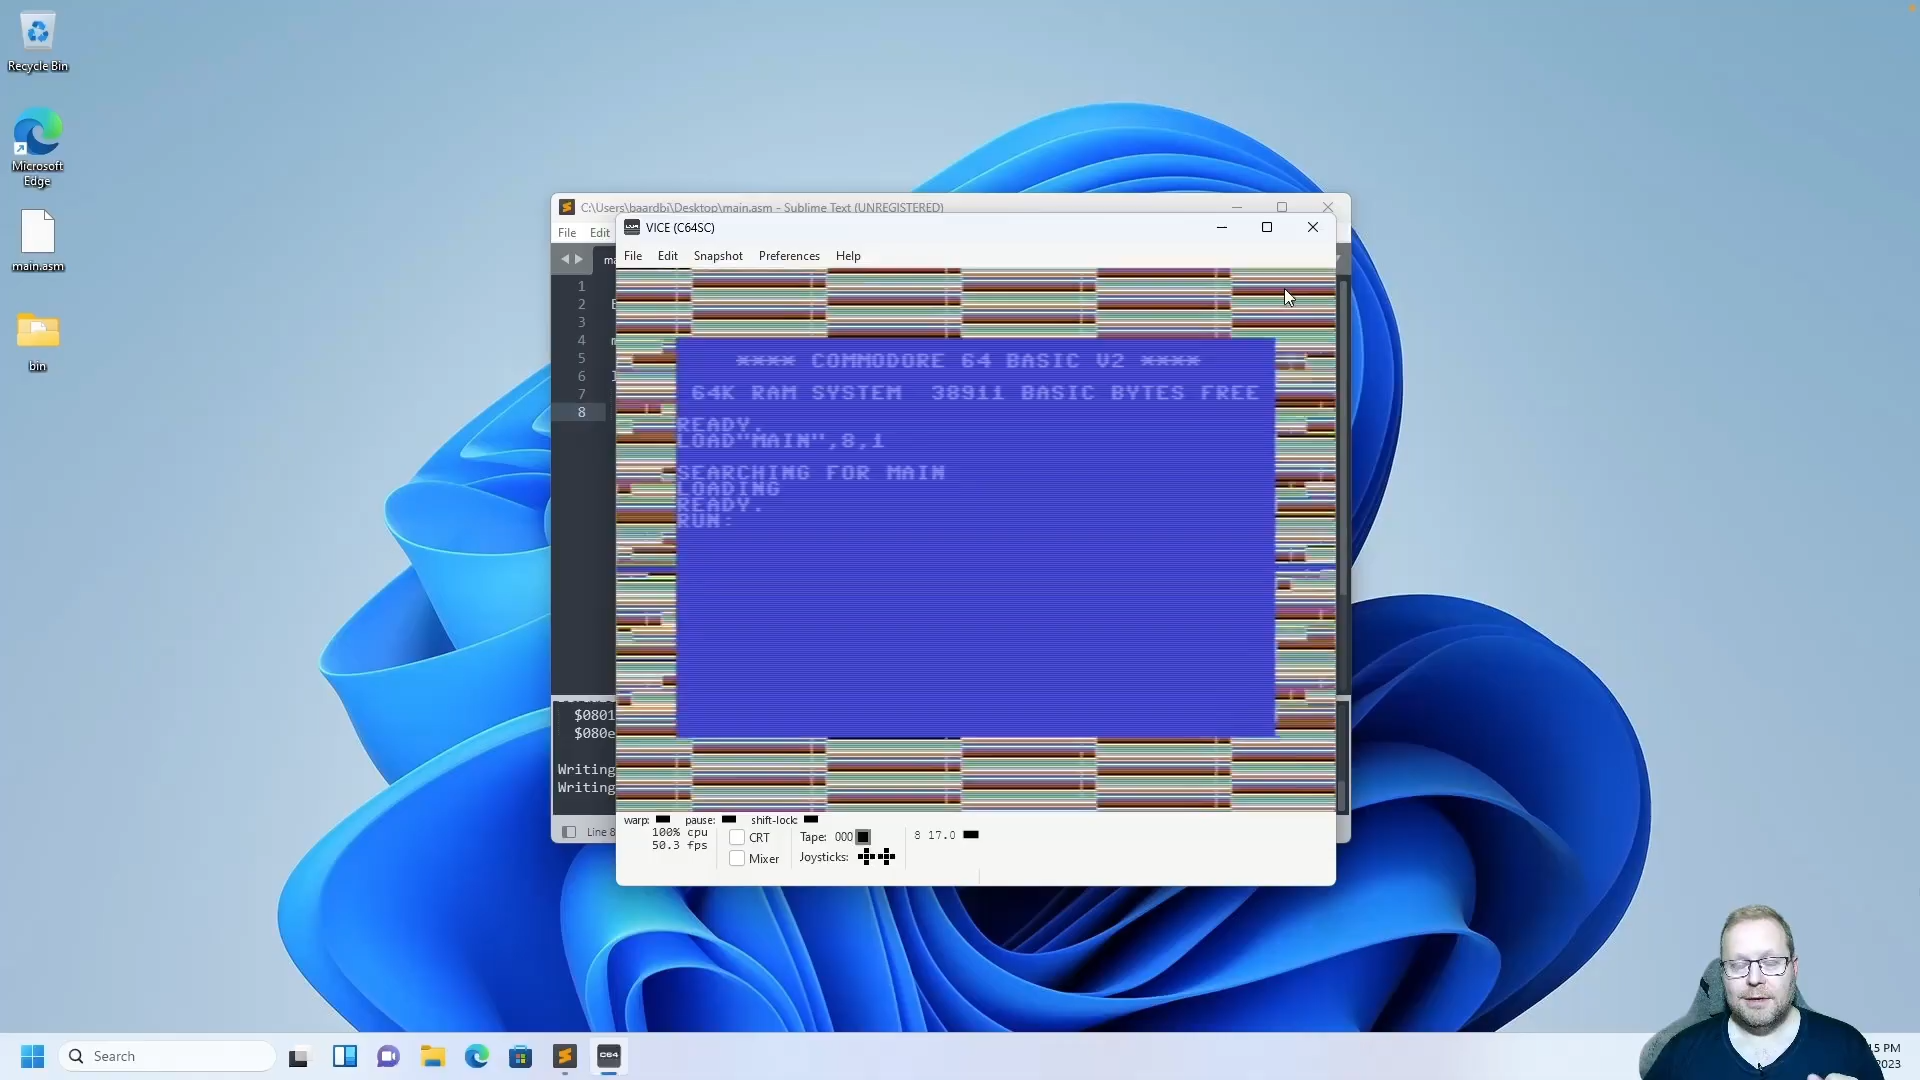 Recycle Bin
Microsoft
Edge
main.asm
bin
C:\Users\baardbi\Desktop\main.asm - Sublime Text (UNREGISTERED)
File Edit
VICE (C64SC)
File Edit Snapshot Preferences Help
1
2
3
4
5
6
7
8
**** COMMODORE 64 BASIC V2 ****
64K RAM SYSTEM 38911 BASIC BYTES FREE
READY.
LOAD"MAIN",8,1
SEARCHING FOR MAIN
LOADING
READY.
RUN:
$0801
$080e
Writing
Writing
Line 8
warp: pause: shift-lock:
100% cpu
50.3 fps
CRT
Mixer
Tape: 000
Joysticks:
8 17.0
Search
C64
15 PM
2023